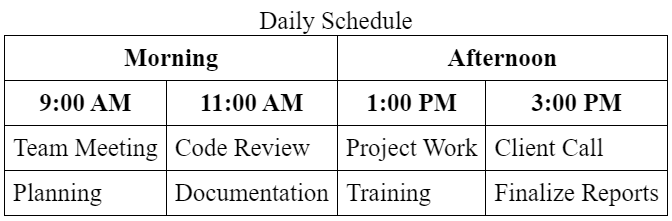 Daily Schedule
Morning Afternoon
9:00 AM 11:00 AM 1:00 PM 3:00 PM
Team Meeting Code Review Project Work Client Call
Planning Documentation Training Finalize Reports